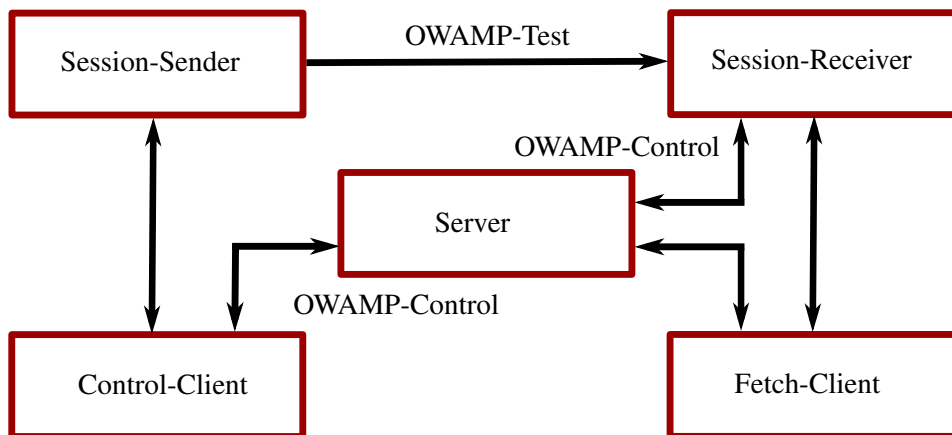 OWAMP-Test
Session-Sender
Session-Receiver
OWAMP-Control
Server
OWAMP-Control
Control-Client
Fetch-Client